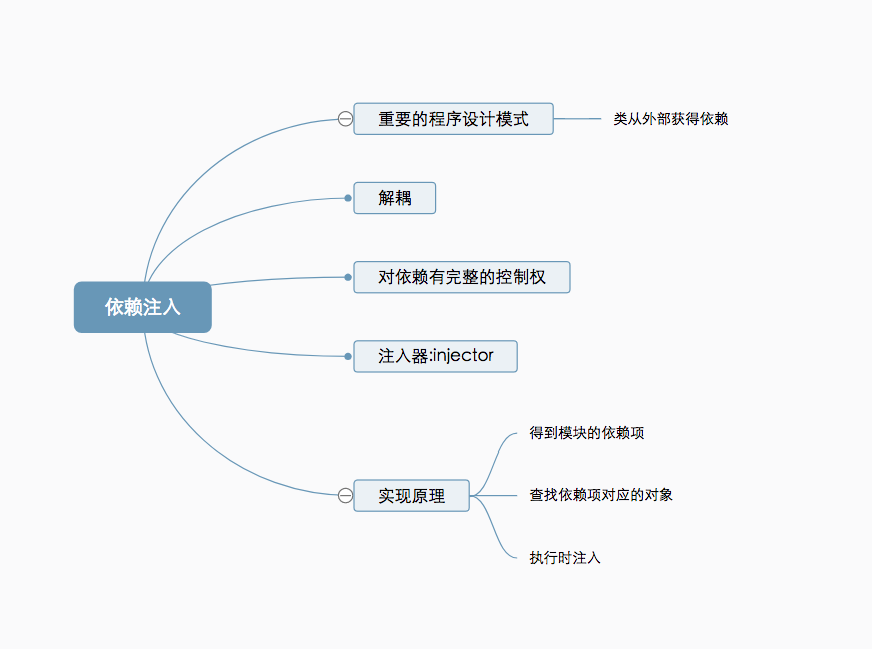 依赖注入
重要的程序设计模式
类从外部获得依赖
解耦
对依赖有完整的控制权
注入器:injector
实现原理
得到模块的依赖项
查找依赖项对应的对象
执行时注入